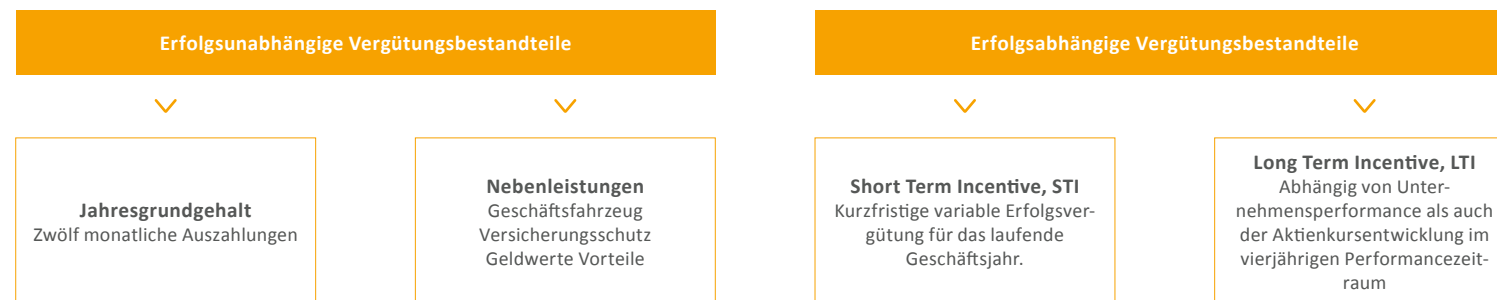 Erfolgsunabhängige Vergütungsbestandteile
Jahresgrundgehalt
Zwölf monatliche Auszahlungen
Nebenleistungen
Geschäftsfahrzeug
Versicherungsschutz
Geldwerte Vorteile
Erfolgsabhängige Vergütungsbestandteile
Short Term Incentive, STI
Kurzfristige variable Erfolgsver-
gütung für das laufende
Geschäftsjahr.
Long Term Incentive, LTI
Abhängig von Unter-
nehmensperformance als auch
der Aktienkursentwicklung im
vierjährigen Performancezeit-
raum